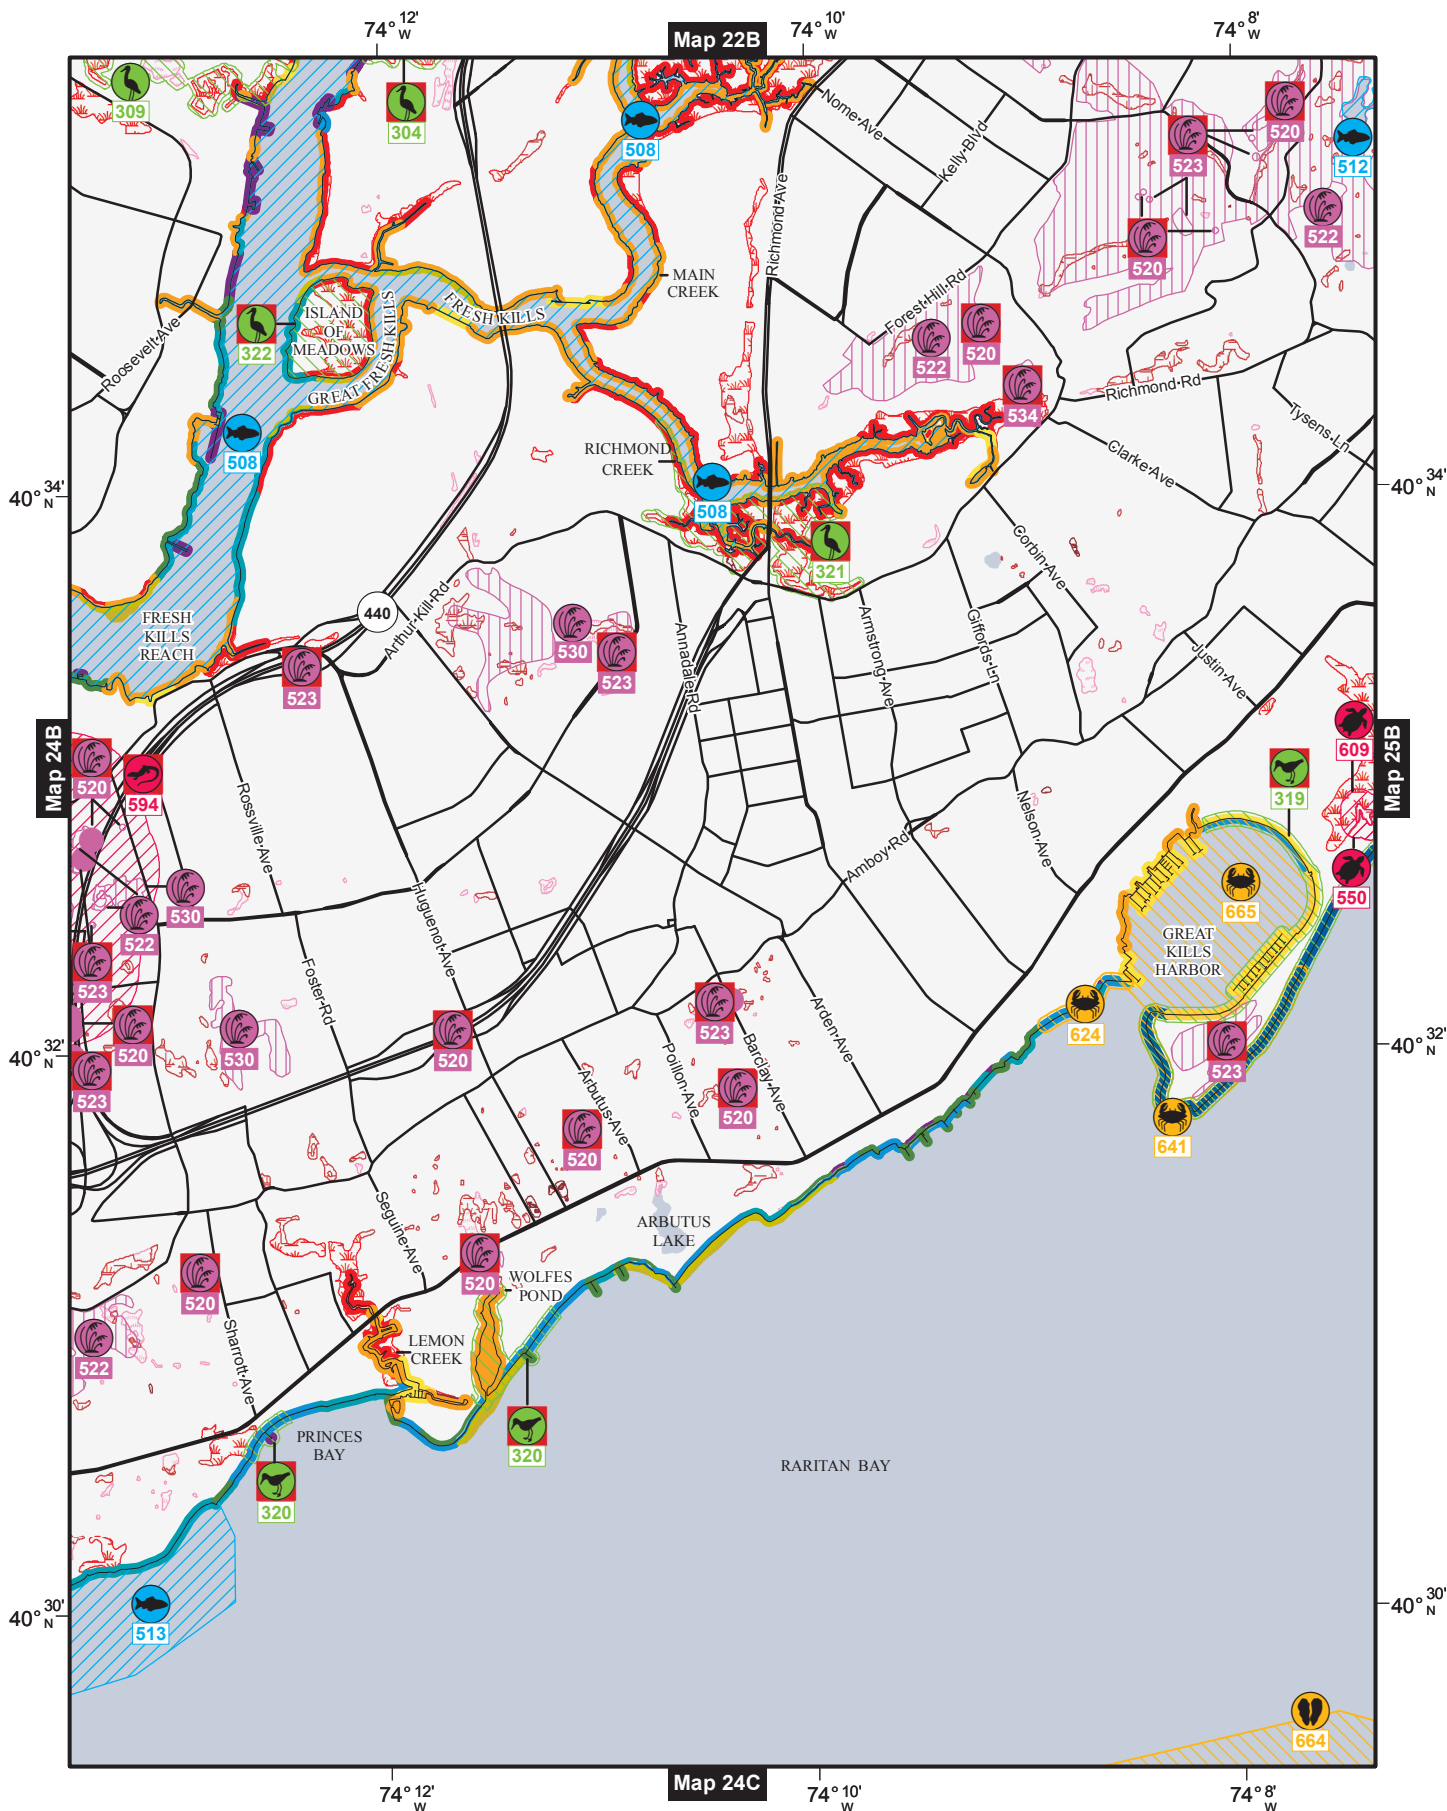 74° 12' W
Map 22B
74° 10' W
74° 8' W
309
304
508
Nome Ave
Kelly Blvd
523
520
512
522
520
Richmond Ave
MAIN
CREEK
FRESH KILLS
ISLAND
OF
MEADOWS
GREAT FRESH KILLS
322
Roosevelt Ave
Forest Hill Rd
522
520
534
Richmond Rd
Tysens Ln
Clarke Ave
508
RICHMOND
CREEK
508
40° 34' N
40° 34' N
321
Corbin Ave
440
Arthur Kill Rd
FRESH
KILLS
REACH
523
530
523
Annadale Rd
Armstrong Ave
Giffords Ln
Justin Ave
Map 24B
Map 25B
520
594
609
319
550
Rossville Ave
Nelson Ave
Amboy Rd
665
530
522
Huguenot Ave
GREAT
KILLS
HARBOR
523
Foster Rd
520
530
520
523
Arden Ave
624
523
40° 32' N
40° 32' N
523
Barclay Ave
Poillon Ave
Arbutus Ave
520
520
641
Seguine Ave
ARBUTUS
LAKE
520
520
WOLFES
POND
522
Sharrott Ave
LEMON
CREEK
PRINCES
BAY
320
320
RARITAN BAY
40° 30' N
40° 30' N
513
664
74° 12' W
Map 24C
74° 10' W
74° 8' W